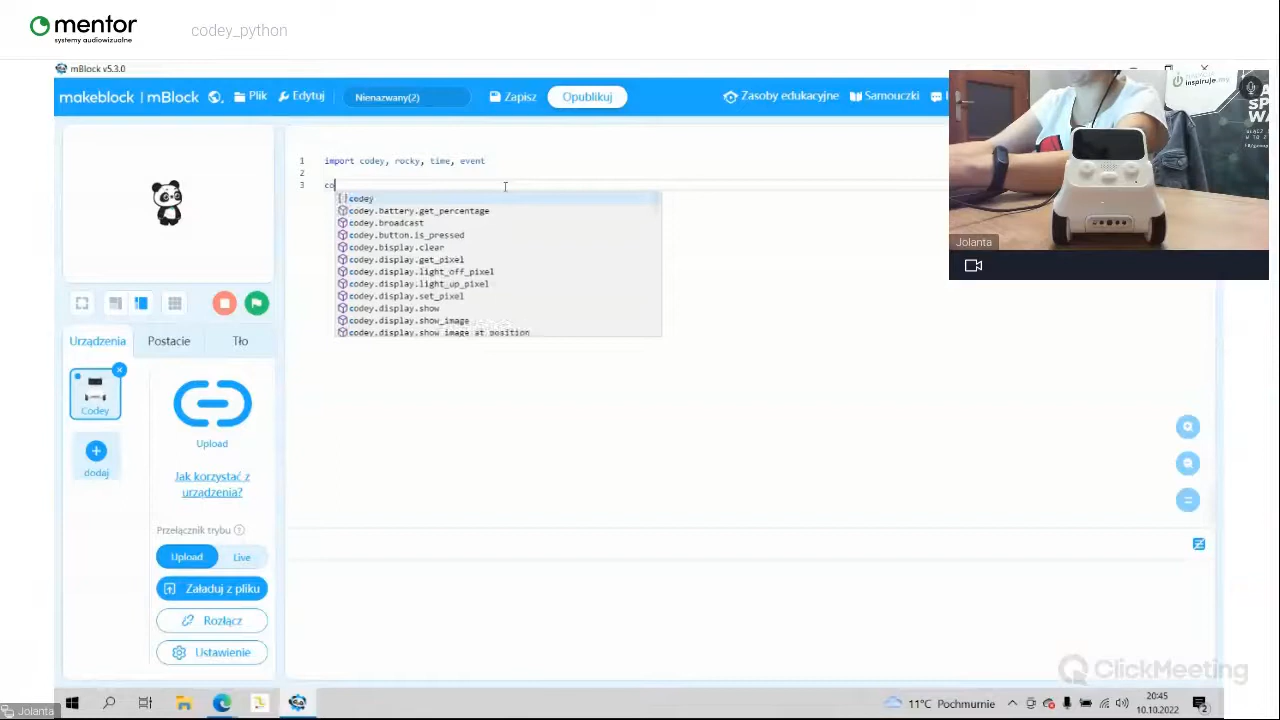 mentor
systemy audiowizualne
codey_python
mBlock v5.3.0
makeblock | mBlock
Plik
Edytuj
Nienazwany(2)
Zapisz
Opublikuj
Zasoby edukacyjne
Samouczki
inspiruje.my
Jolanta
1 import codey, rocky, time, event
2
3 co
[]codey
codey.battery.get_percentage
codey.broadcast
codey.button.is_pressed
codey.display.clear
codey.display.get_pixel
codey.display.light_off_pixel
codey.display.light_up_pixel
codey.display.set_pixel
codey.display.show
codey.display.show_image
codey.display.show_image_at_position
Urządzenia
Postacie
Tło
Codey
dodaj
Upload
Jak korzystać z
urządzenia?
Przełącznik trybu
Upload
Live
Załaduj z pliku
Rozłącz
Ustawienie
ClickMeeting
Jolanta
11°C Pochmurnie
20:45
10.10.2022
2